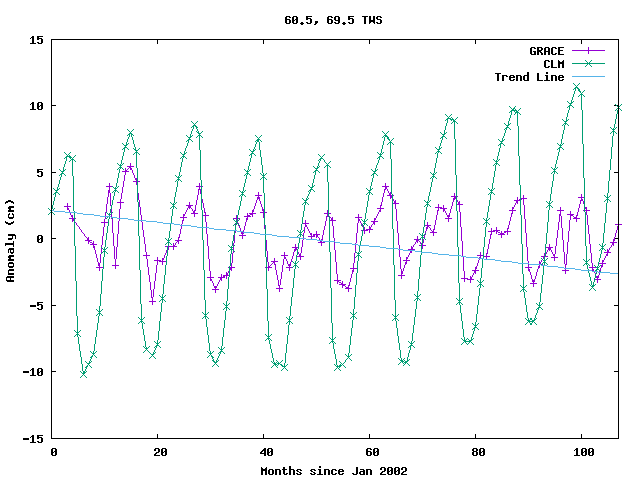 60.5, 69.5 TWS
GRACE
CLM
Trend Line
15
10
5
0
-5
-10
-15
Anomaly (cm)
0 20 40 60 80 100
Months since Jan 2002